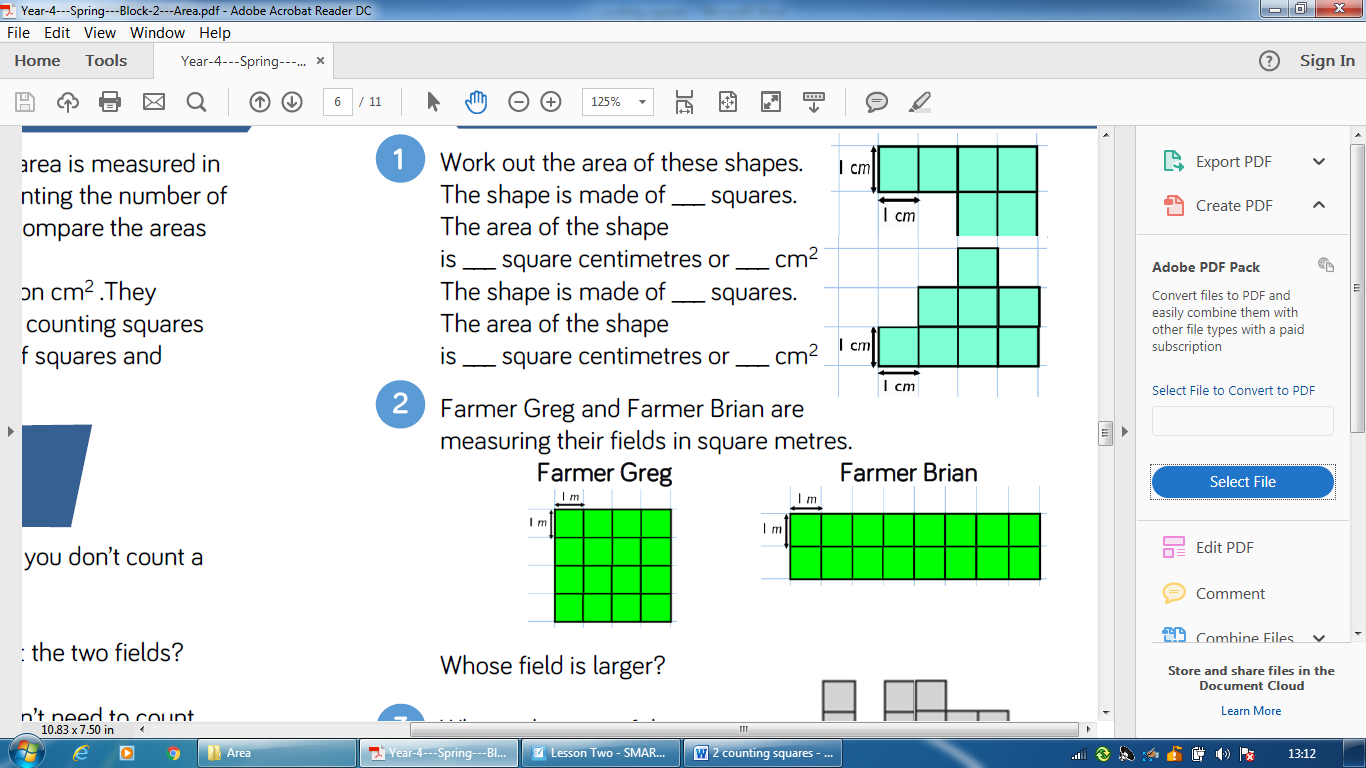 Year-4---Spring---Block-2---Area.pdf - Adobe Acrobat Reader DC
File Edit View Window Help
Home Tools Year-4---Spring---... ×
? Sign In
6 / 11 125%
area is measured in
nting the number of
ompare the areas
on cm² .They
counting squares
f squares and
you don’t count a
t the two fields?
n’t need to count
1 Work out the area of these shapes.
The shape is made of ___ squares.
The area of the shape
is ___ square centimetres or ___ cm²
The shape is made of ___ squares.
The area of the shape
is ___ square centimetres or ___ cm²
1 cm
1 cm
1 cm
1 cm
2 Farmer Greg and Farmer Brian are
measuring their fields in square metres.
Farmer Greg Farmer Brian
1 m 1 m
1 m 1 m
Whose field is larger?
Export PDF
Create PDF
Adobe PDF Pack
Convert files to PDF and
easily combine them with
other file types with a paid
subscription
Select File to Convert to PDF
Select File
Edit PDF
Comment
Combine Files
Store and share files in the
Document Cloud
Learn More
10.83 x 7.50 in
Area Year-4---Spring---Bl... Lesson Two - SMAR... 2 counting squares - ... 13:12